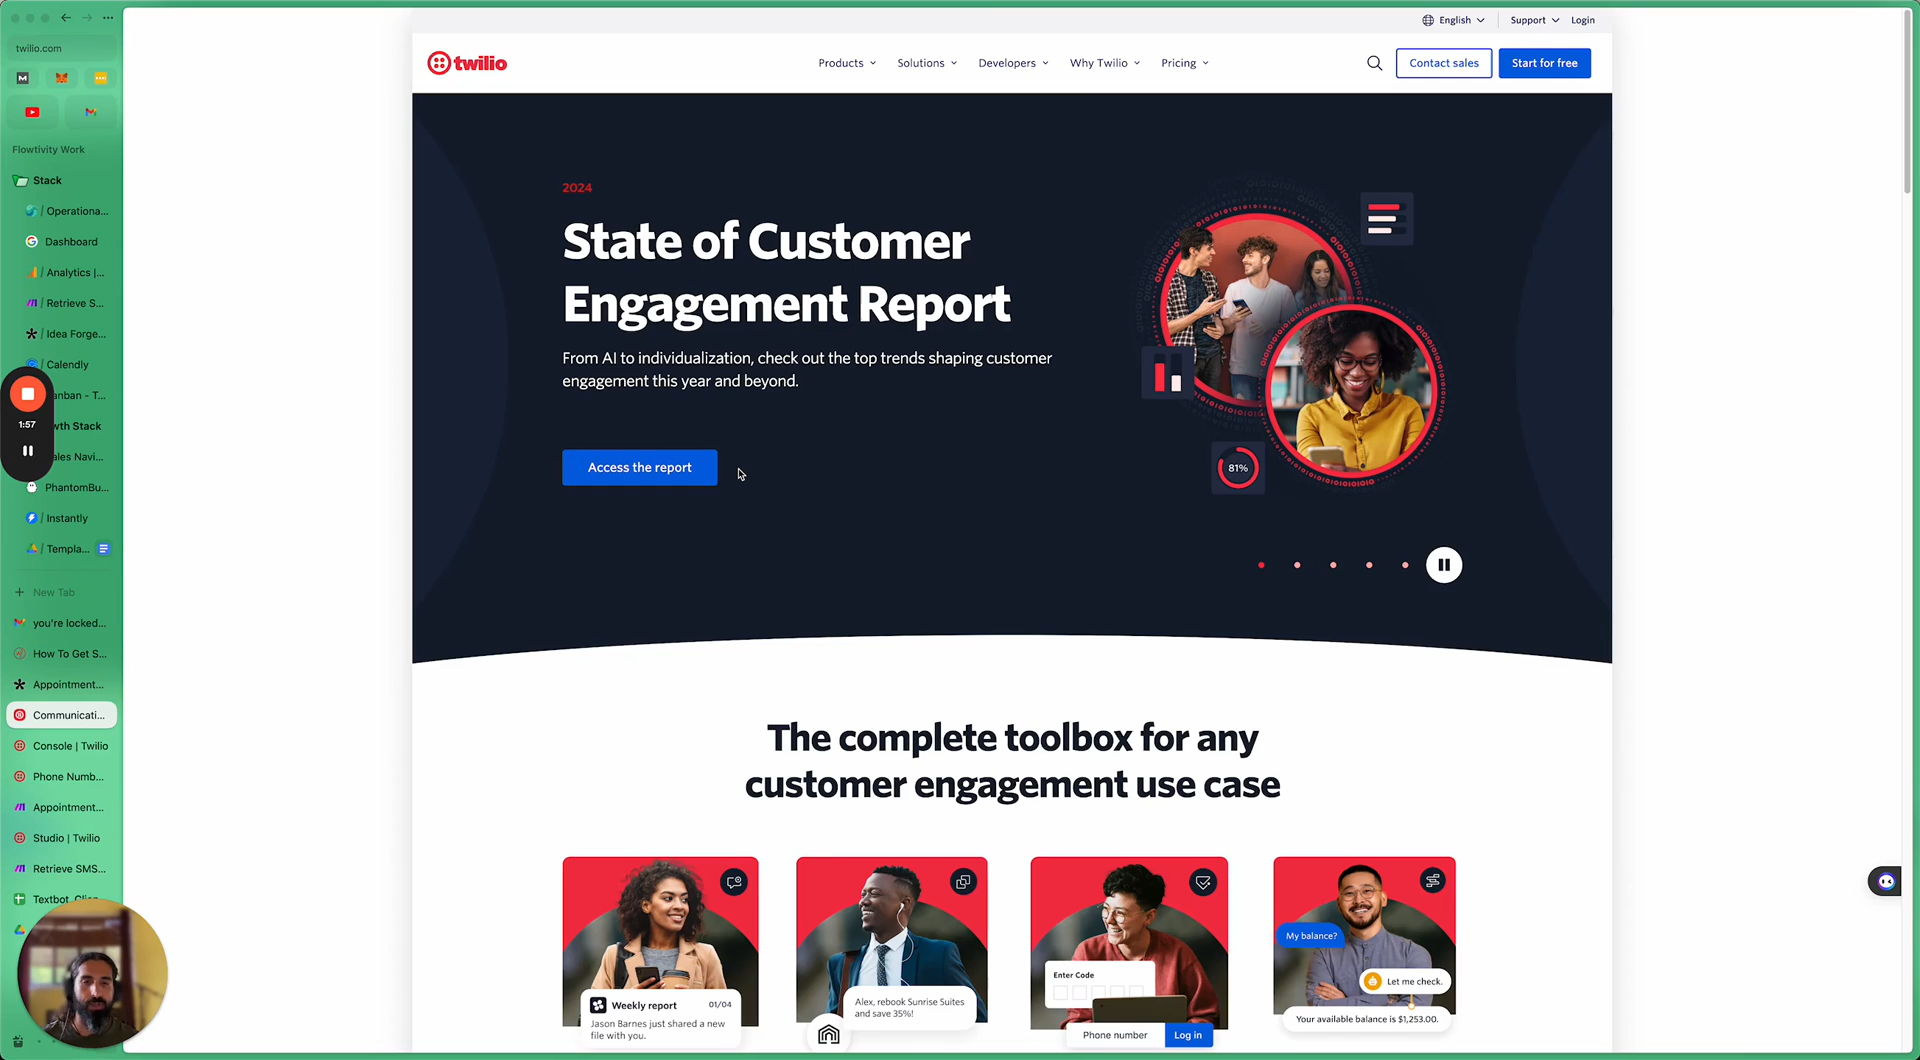 twilio.com
Flowtivity Work
Stack
/ Operationa...
Dashboard
/ Analytics |...
/ Retrieve S...
/ Idea Forge...
/ Calendly
anban - T...
wth Stack
ales Navi...
PhantomBu...
/ Instantly
/ Templa...
+ New Tab
you're locked...
How To Get S...
Appointment...
Communicati...
Console | Twilio
Phone Numb...
Appointment...
Studio | Twilio
Retrieve SMS...
1:57
English
Support
Login
twilio
Products
Solutions
Developers
Why Twilio
Pricing
Contact sales
Start for free
2024
State of Customer
Engagement Report
From AI to individualization, check out the top trends shaping customer
engagement this year and beyond.
Access the report
81%
The complete toolbox for any
customer engagement use case
Weekly report
01/04
Jason Barnes just shared a new
file with you.
Alex, rebook Sunrise Suites
and save 35%!
Enter Code
Phone number
Log in
My balance?
Let me check.
Your available balance is $1,253.00.